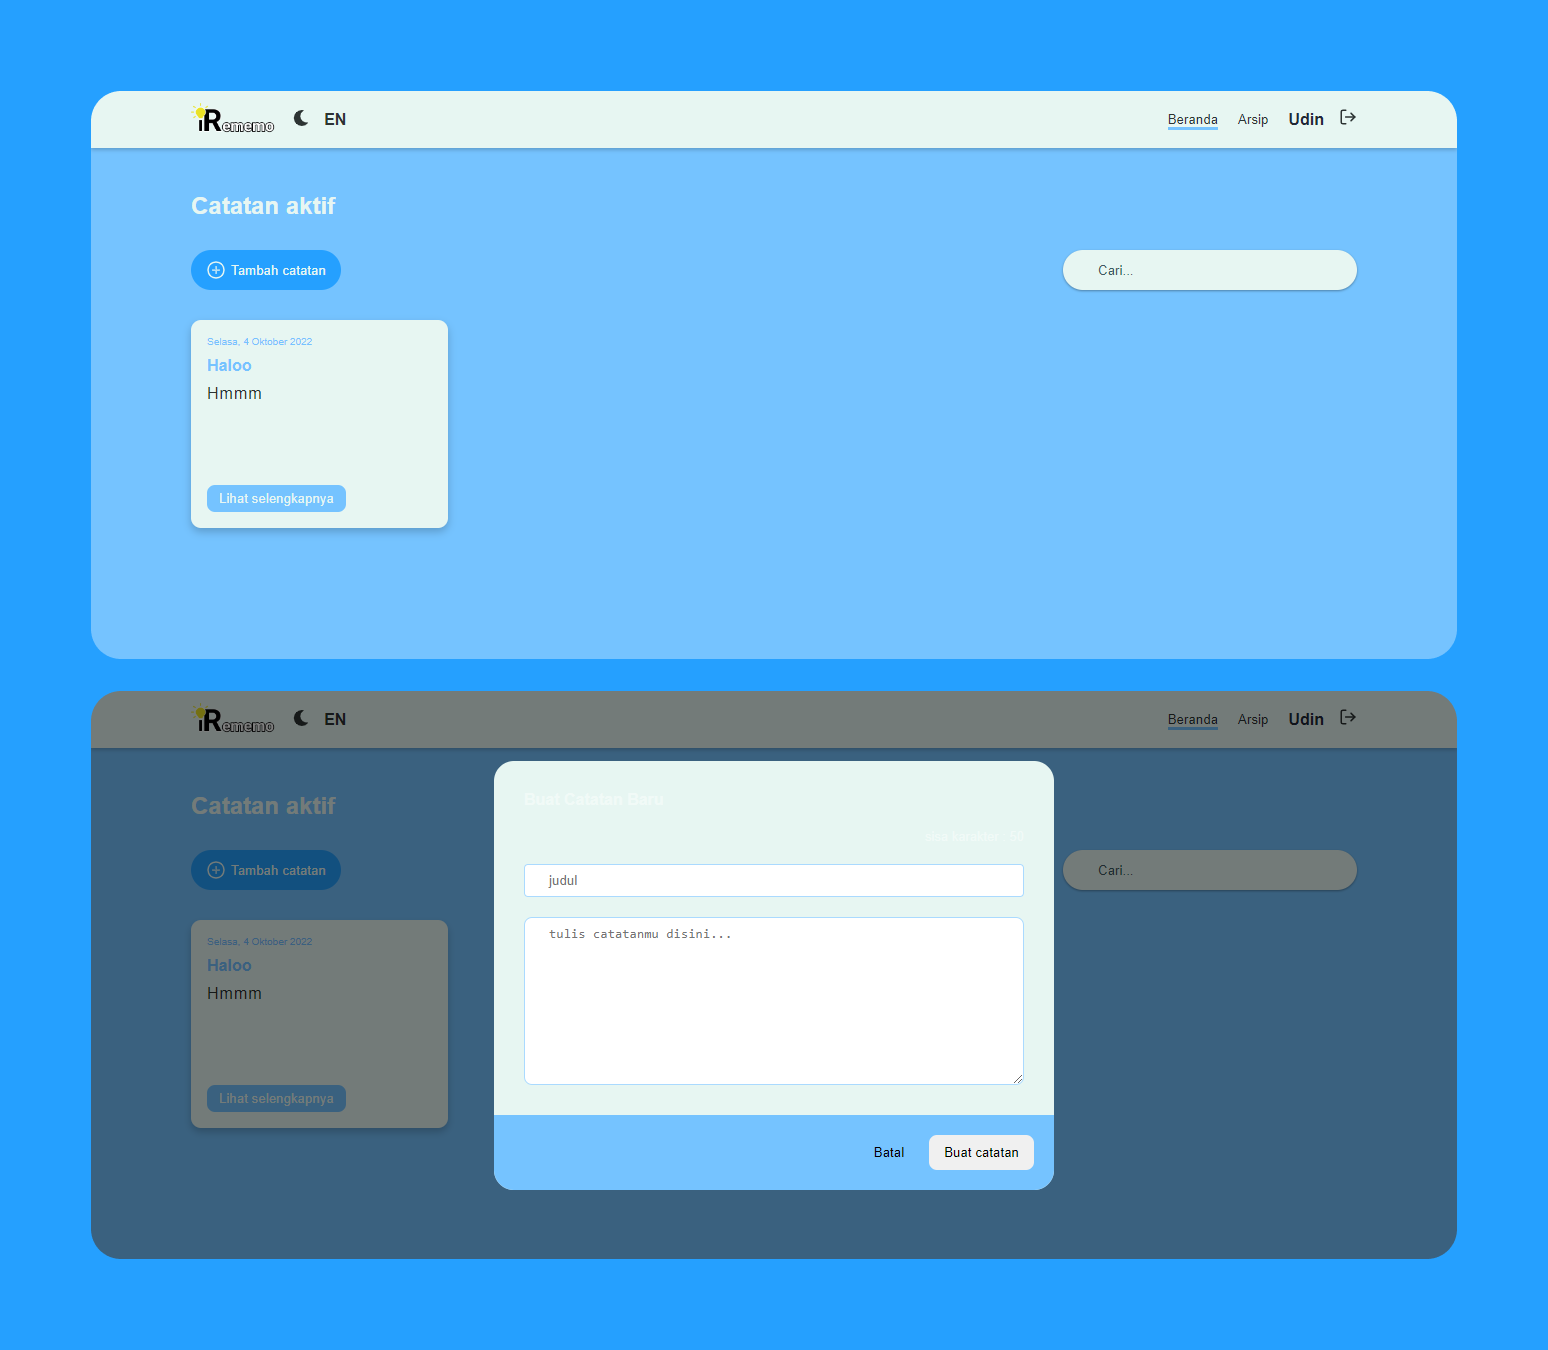 iRememo EN Beranda Arsip Udin
Catatan aktif
Tambah catatan Cari...
Selasa, 4 Oktober 2022
Haloo
Hmmm
Lihat selengkapnya
iRememo EN Beranda Arsip Udin
Catatan aktif
Buat Catatan Baru
sisa karakter 50
Tambah catatan Cari...
judul
Selasa, 4 Oktober 2022
tulis catatanmu disini...
Haloo
Hmmm
Lihat selengkapnya
Batal Buat catatan